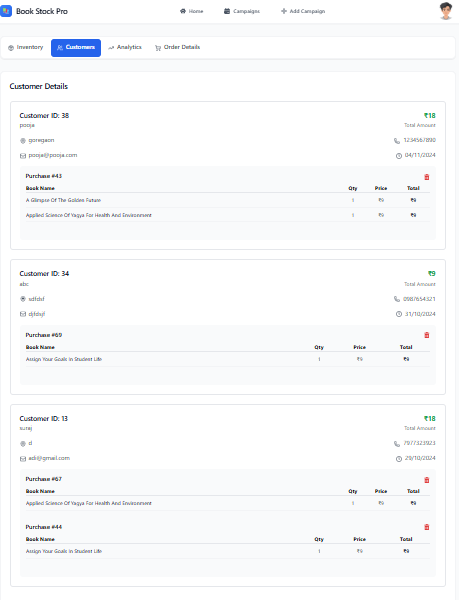 Book Stock Pro
Home Campaigns Add Campaign
Inventory Customers Analytics Order Details
Customer Details
Customer ID: 38 ₹18
pooja Total Amount
goregaon 1234567890
pooja@pooja.com 04/11/2024
Purchase #43
Book Name Qty Price Total
A Glimpse Of The Golden Future 1 ₹9 ₹9
Applied Science Of Yagya For Health And Environment 1 ₹9 ₹9
Customer ID: 34 ₹9
abc Total Amount
sdfdsf 0987654321
djfdsjf 31/10/2024
Purchase #69
Book Name Qty Price Total
Assign Your Goals In Student Life 1 ₹9 ₹9
Customer ID: 13 ₹18
suraj Total Amount
d 7977323923
adi@gmail.com 29/10/2024
Purchase #67
Book Name Qty Price Total
Applied Science Of Yagya For Health And Environment 1 ₹9 ₹9
Purchase #44
Book Name Qty Price Total
Assign Your Goals In Student Life 1 ₹9 ₹9